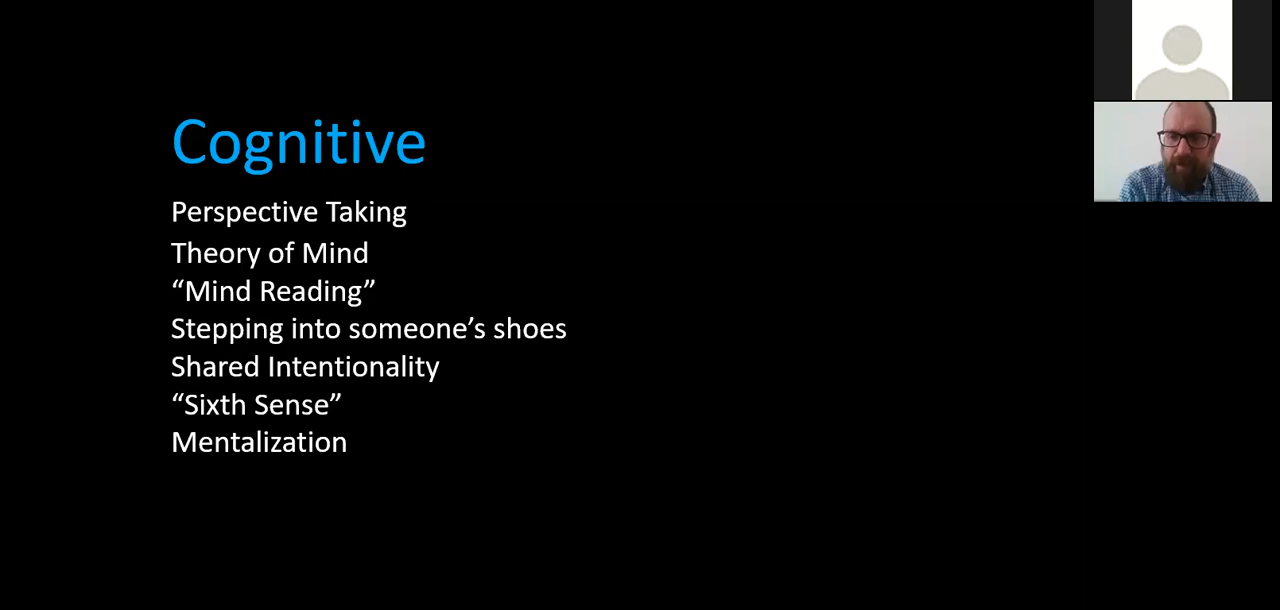 Cognitive
Perspective Taking
Theory of Mind
“Mind Reading”
Stepping into someone’s shoes
Shared Intentionality
“Sixth Sense”
Mentalization